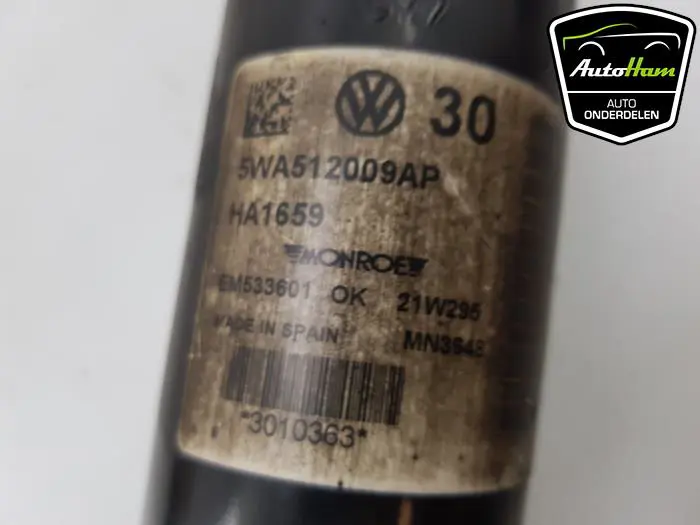 AutoHam
AUTO
ONDERDELEN
30
5WA512009AP
HA1659
MONROE
EM533601 OK 21W295
MADE IN SPAIN MN3648
*3010363*